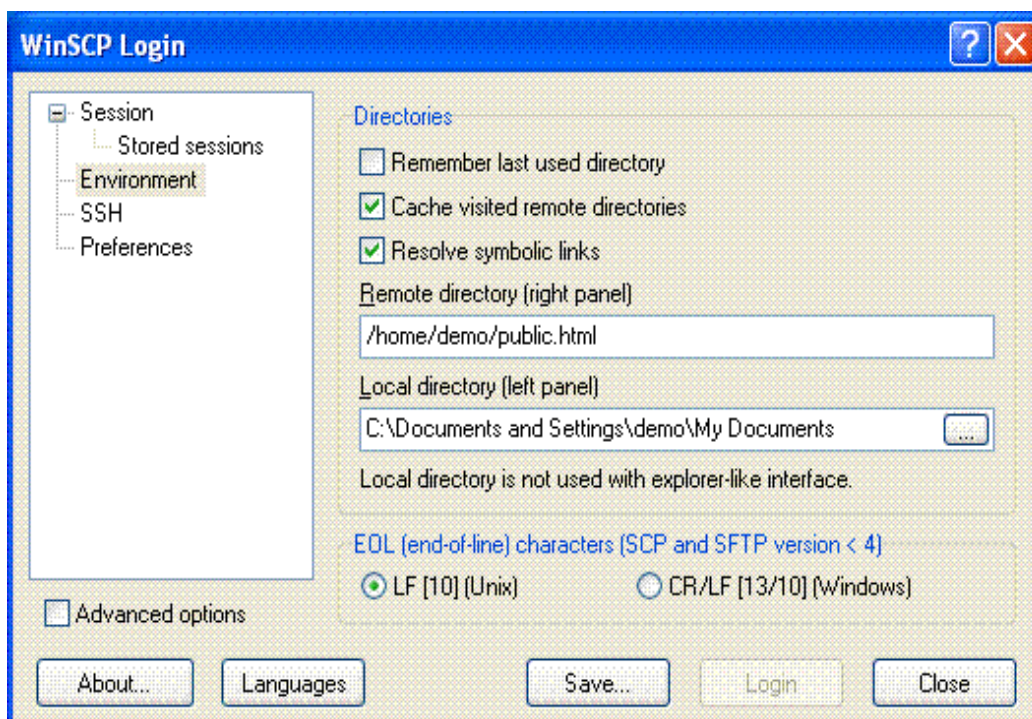 WinSCP Login
Session
Stored sessions
Environment
SSH
Preferences
Advanced options
Directories
Remember last used directory
Cache visited remote directories
Resolve symbolic links
Remote directory (right panel)
/home/demo/public.html
Local directory (left panel)
C:\Documents and Settings\demo\My Documents
...
Local directory is not used with explorer-like interface.
EOL (end-of-line) characters (SCP and SFTP version < 4)
LF [10] (Unix) CR/LF [13/10] (Windows)
About... Languages Save... Login Close